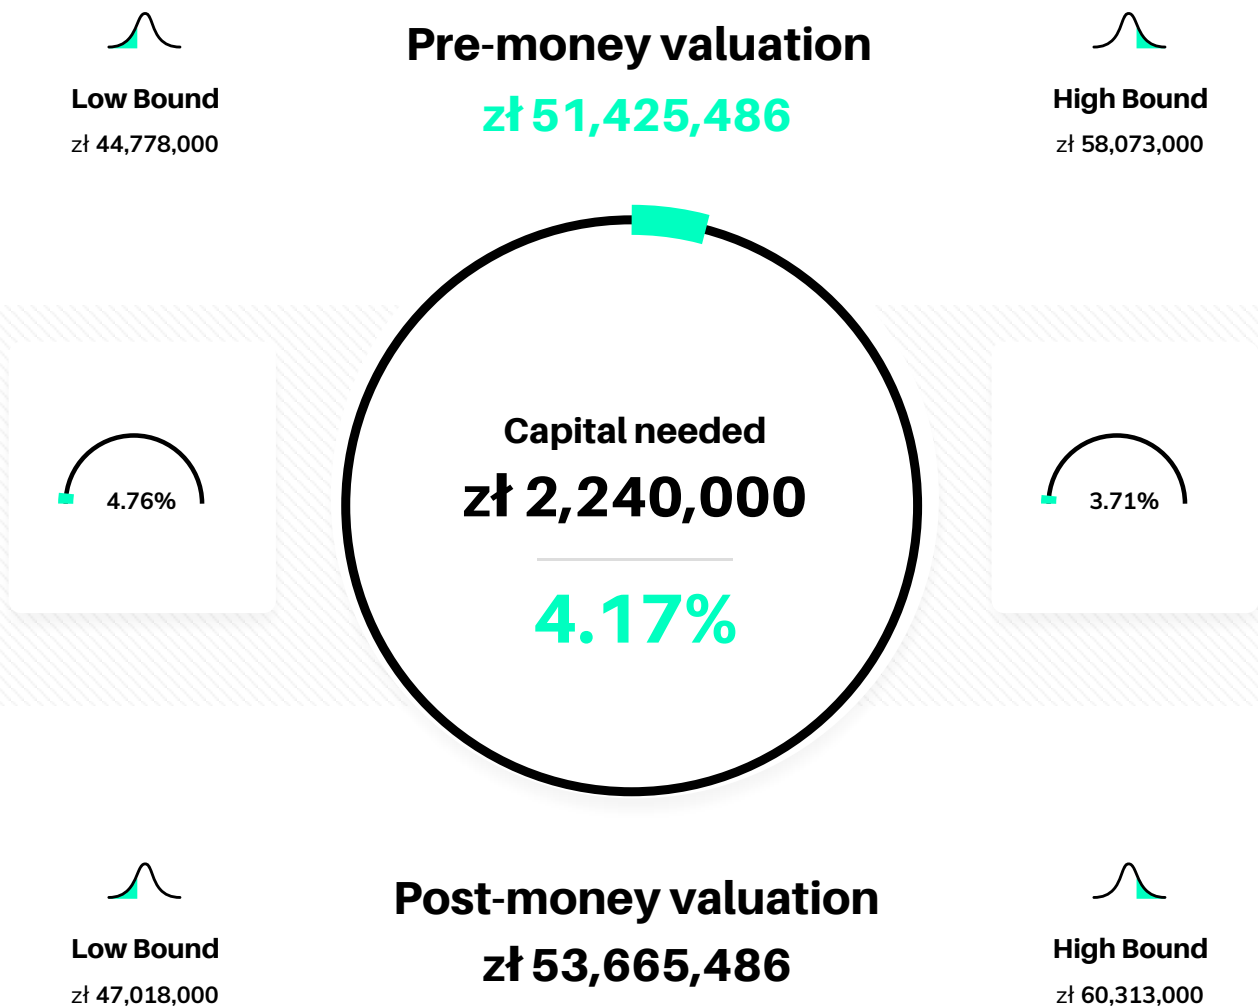 Pre-money valuation
zł 51,425,486
Low Bound
zł 44,778,000
High Bound
zł 58,073,000
4.76%
Capital needed
zł 2,240,000
4.17%
3.71%
Post-money valuation
zł 53,665,486
Low Bound
zł 47,018,000
High Bound
zł 60,313,000